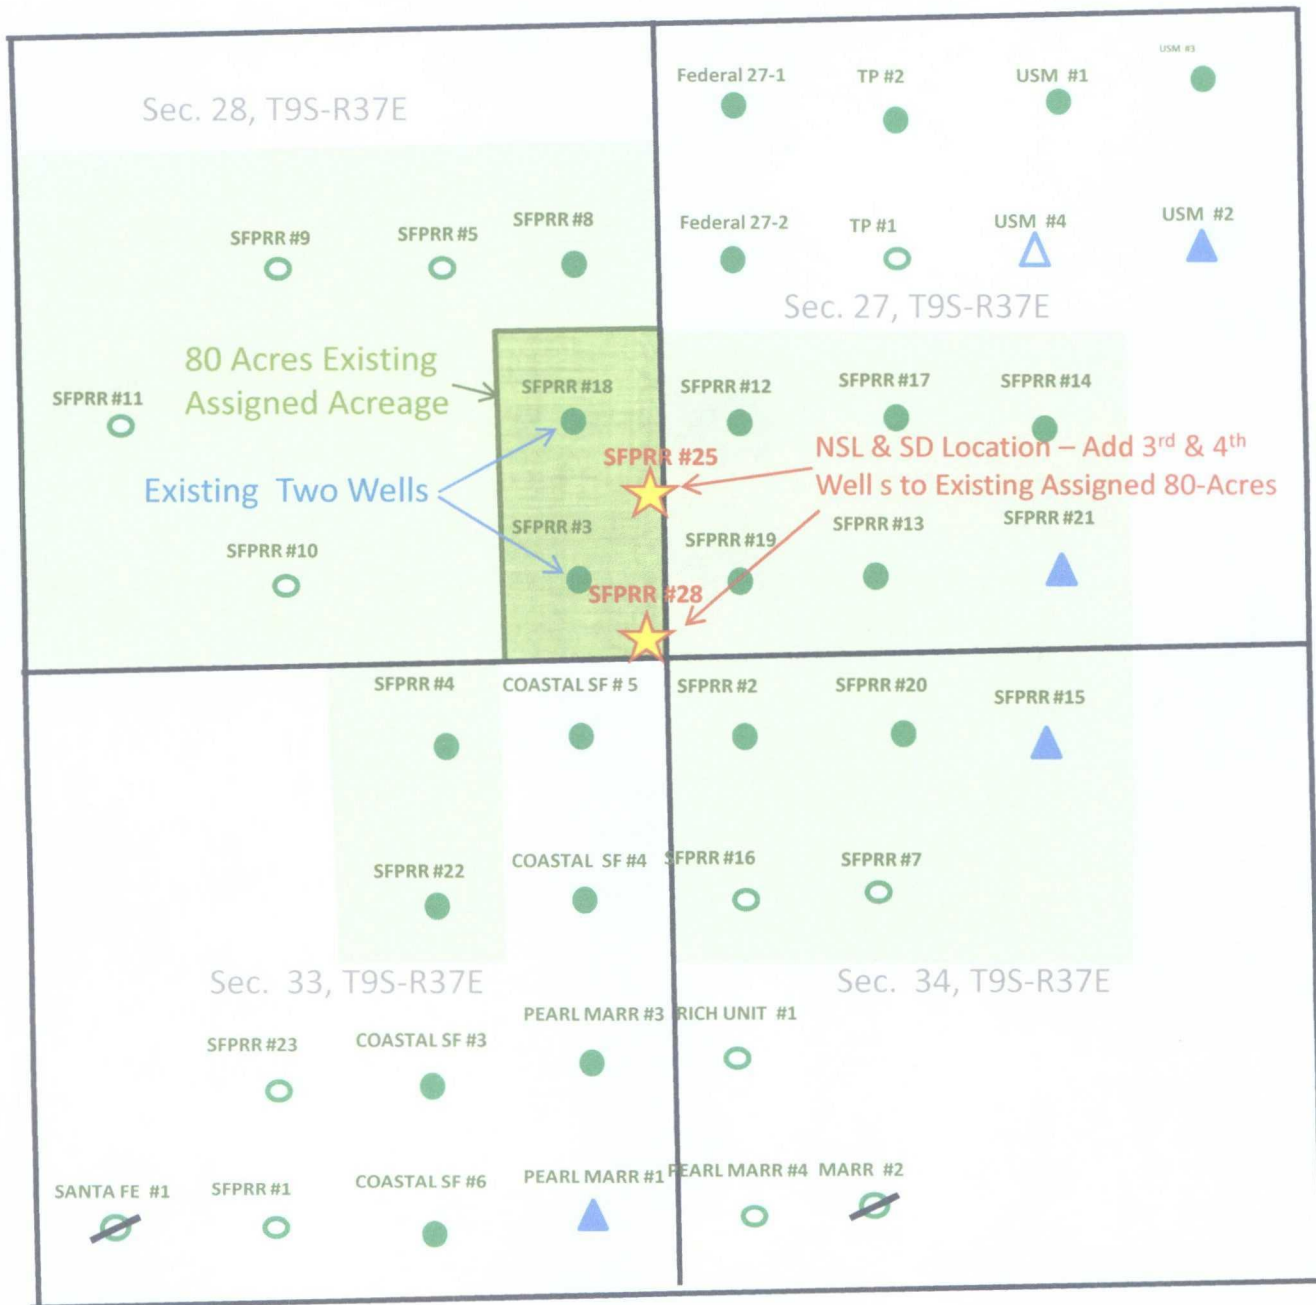 Federal 27-1
TP #2
USM #1
USM #3
Sec. 28, T9S-R37E
SFPRR #9
SFPRR #5
SFPRR #8
Federal 27-2
TP #1
USM #4
USM #2
Sec. 27, T9S-R37E
80 Acres Existing
Assigned Acreage
SFPRR #11
SFPRR #18
SFPRR #12
SFPRR #17
SFPRR #14
SFPRR #25
NSL & SD Location – Add 3rd & 4th
Well s to Existing Assigned 80-Acres
Existing Two Wells
SFPRR #3
SFPRR #10
SFPRR #19
SFPRR #13
SFPRR #21
SFPRR #28
SFPRR #4
COASTAL SF # 5
SFPRR #2
SFPRR #20
SFPRR #15
SFPRR #22
COASTAL SF #4
SFPRR #16
SFPRR #7
Sec. 33, T9S-R37E
Sec. 34, T9S-R37E
SFPRR #23
COASTAL SF #3
PEARL MARR #3
RICH UNIT #1
SANTA FE #1
SFPRR #1
COASTAL SF #6
PEARL MARR #1
PEARL MARR #4
MARR #2